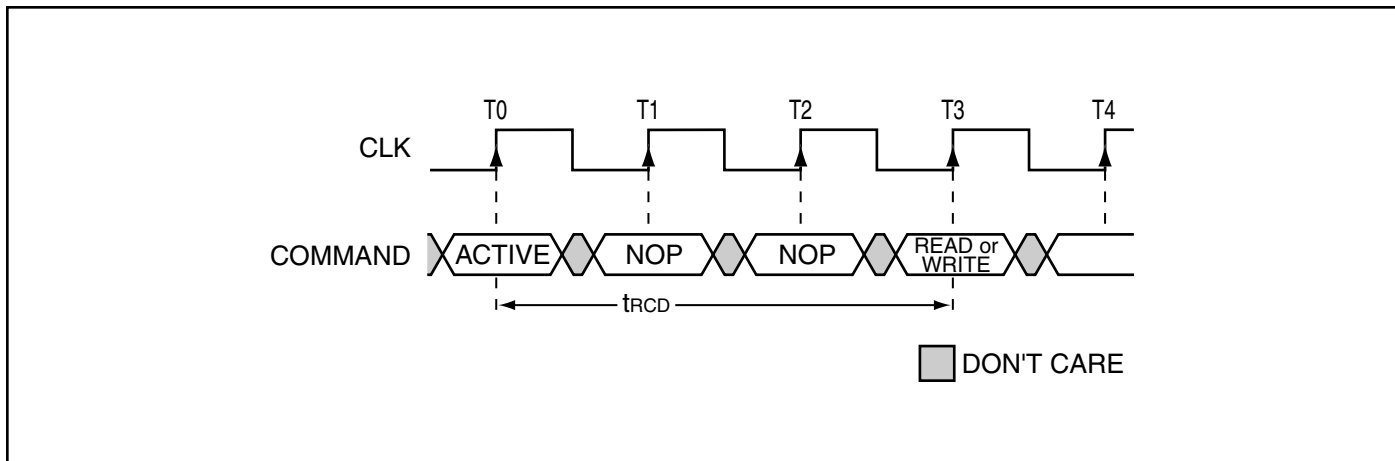 T0 T1 T2 T3 T4
CLK
COMMAND ACTIVE NOP NOP READ or
WRITE
tRCD
DON'T CARE